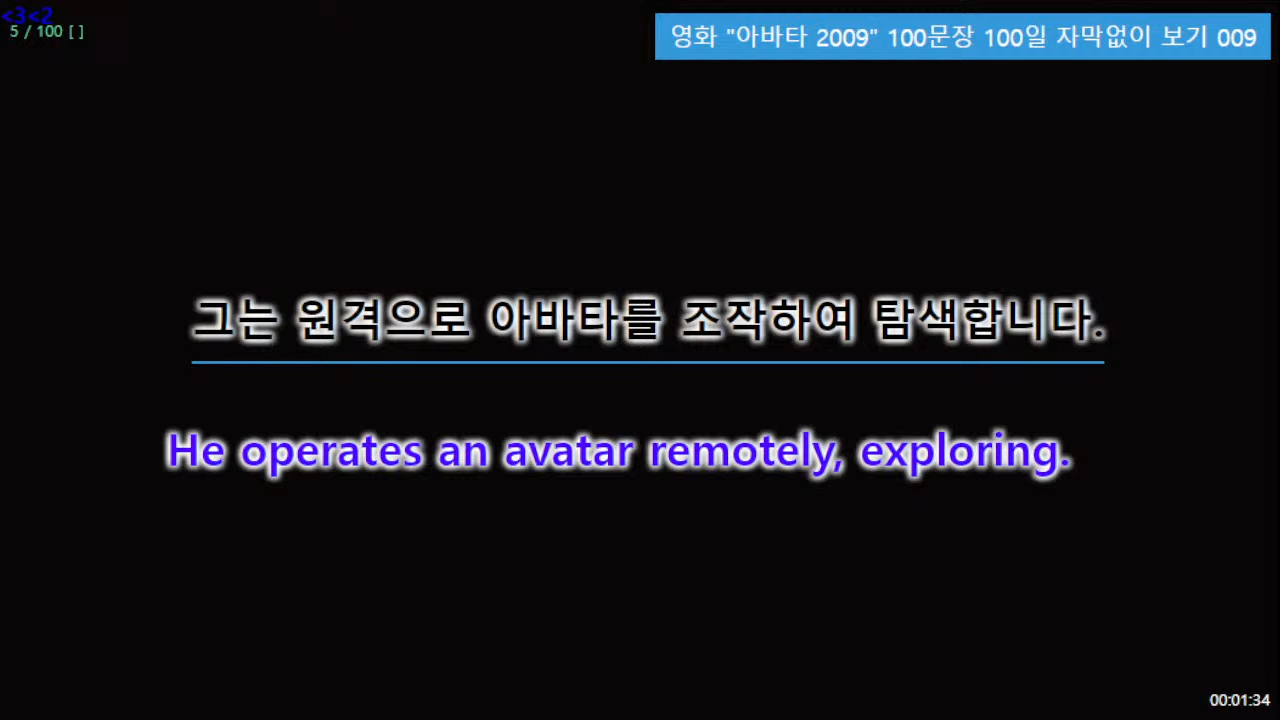 <3<2
5 / 100 [ ]
영화 "아바타 2009" 100문장 100일 자막없이 보기 009
그는 원격으로 아바타를 조작하여 탐색합니다.
He operates an avatar remotely, exploring.
00:01:34